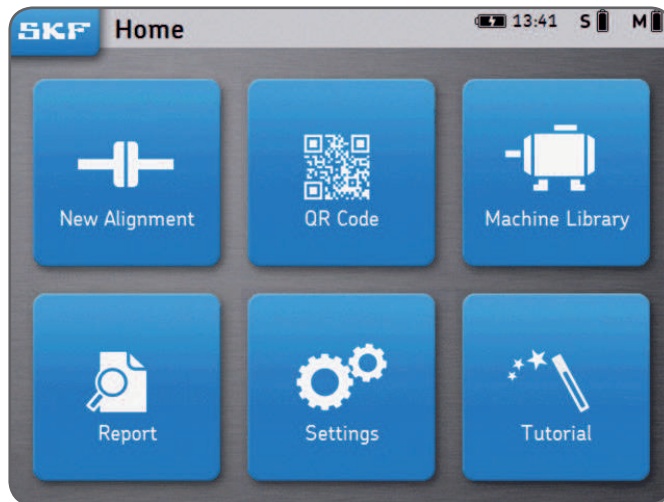 SKF Home 13:41 S M
New Alignment QR Code Machine Library
Report Settings Tutorial